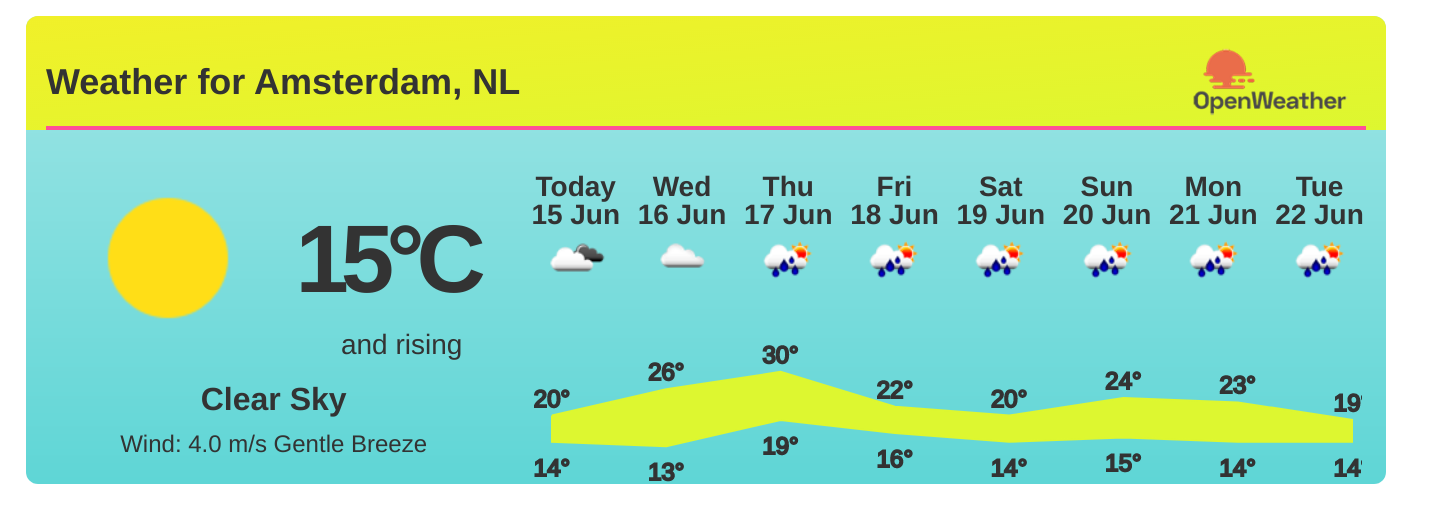 Weather for Amsterdam, NL
OpenWeather
15°C
and rising
Clear Sky
Wind: 4.0 m/s Gentle Breeze
Today Wed Thu Fri Sat Sun Mon Tue
15 Jun 16 Jun 17 Jun 18 Jun 19 Jun 20 Jun 21 Jun 22 Jun
20° 26° 30° 22° 20° 24° 23° 19°
14° 13° 19° 16° 14° 15° 14° 14°